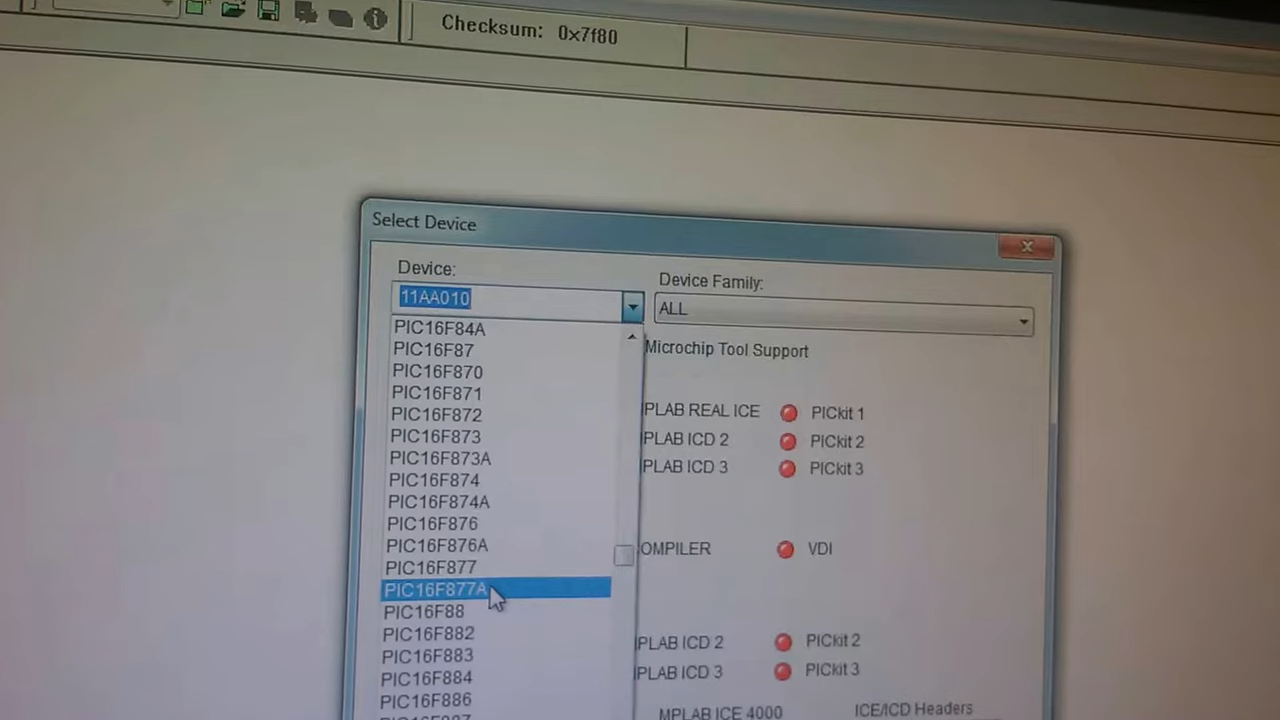 Checksum: 0x7f80
Select Device
Device:
Device Family:
11AA010
ALL
PIC16F84A
PIC16F87
Microchip Tool Support
PIC16F870
PIC16F871
PLAB REAL ICE
PICkit 1
PIC16F872
PIC16F873
PLAB ICD 2
PICkit 2
PIC16F873A
PLAB ICD 3
PICkit 3
PIC16F874
PIC16F874A
PIC16F876
PIC16F876A
OMPILER
VDI
PIC16F877
PIC16F877A
PIC16F88
PIC16F882
PLAB ICD 2
PICkit 2
PIC16F883
PIC16F884
PLAB ICD 3
PICkit 3
PIC16F886
MPLAB ICE 4000
ICE/ICD Headers